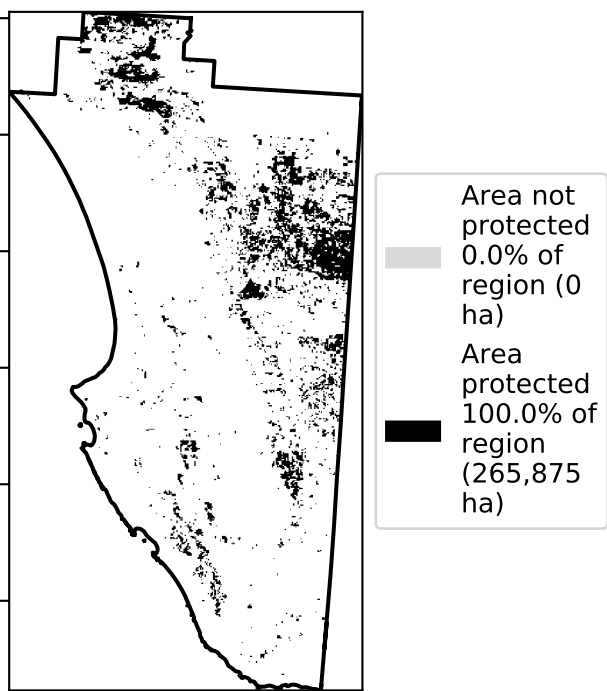 Area not
protected
0.0% of
region (0
ha)
Area
protected
100.0% of
region
(265,875
ha)